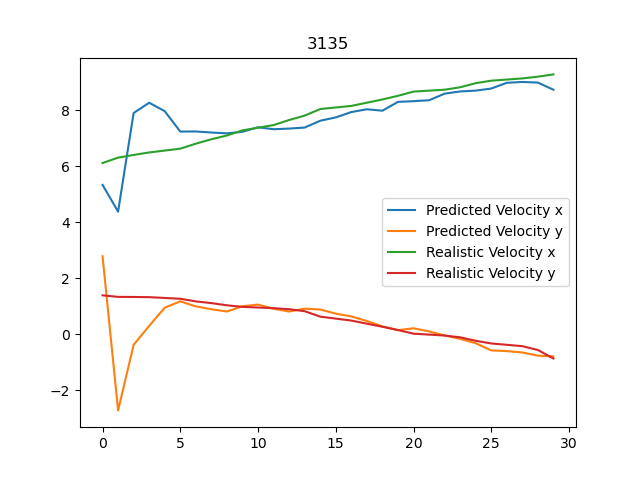 3135
8
6
4
2
0
−2
0 5 10 15 20 25 30
Predicted Velocity x
Predicted Velocity y
Realistic Velocity x
Realistic Velocity y